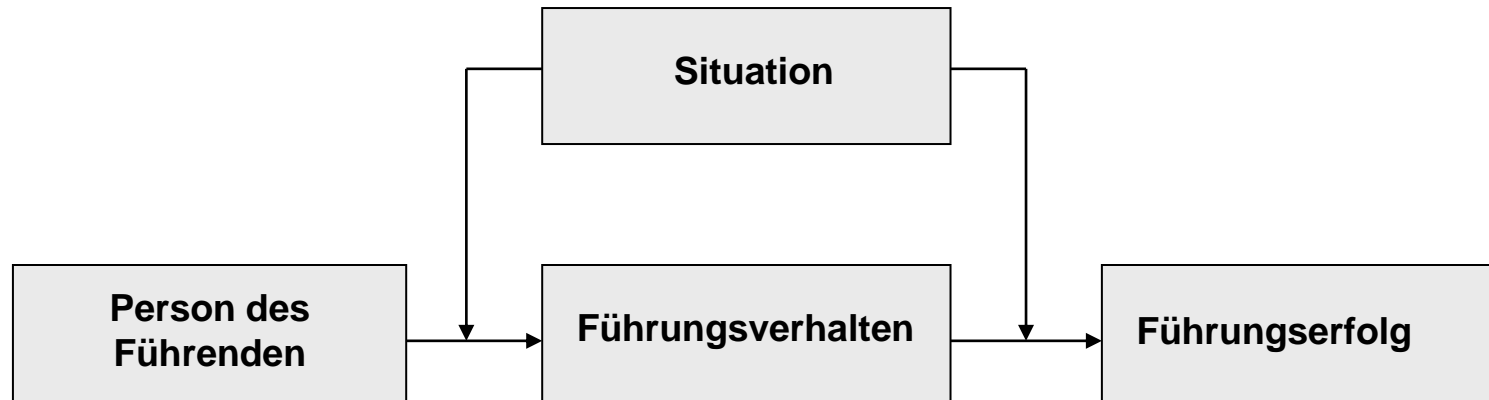 Situation
Person des
Führenden
Führungsverhalten
Führungserfolg